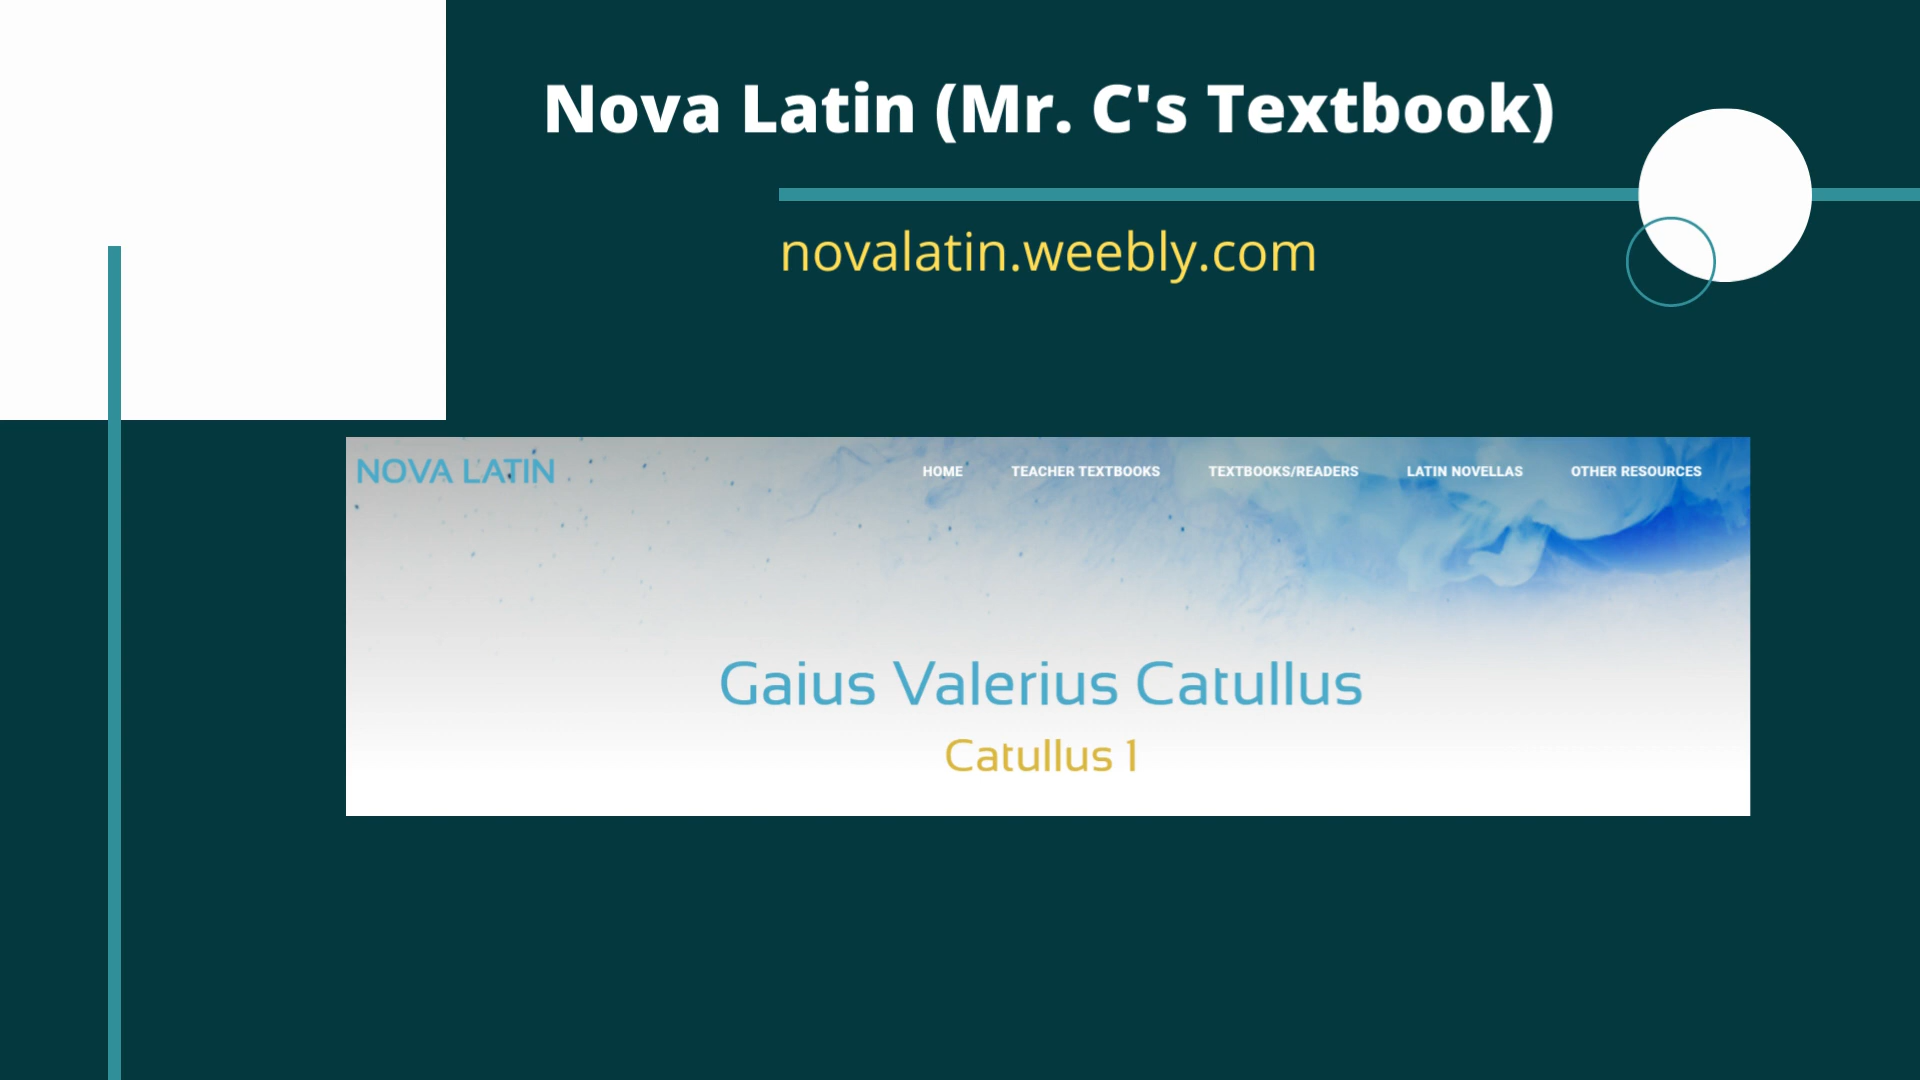 Nova Latin (Mr. C's Textbook)
novalatin.weebly.com
NOVA LATIN
HOME TEACHER TEXTBOOKS TEXTBOOKS/READERS LATIN NOVELLAS OTHER RESOURCES
Gaius Valerius Catullus
Catullus 1